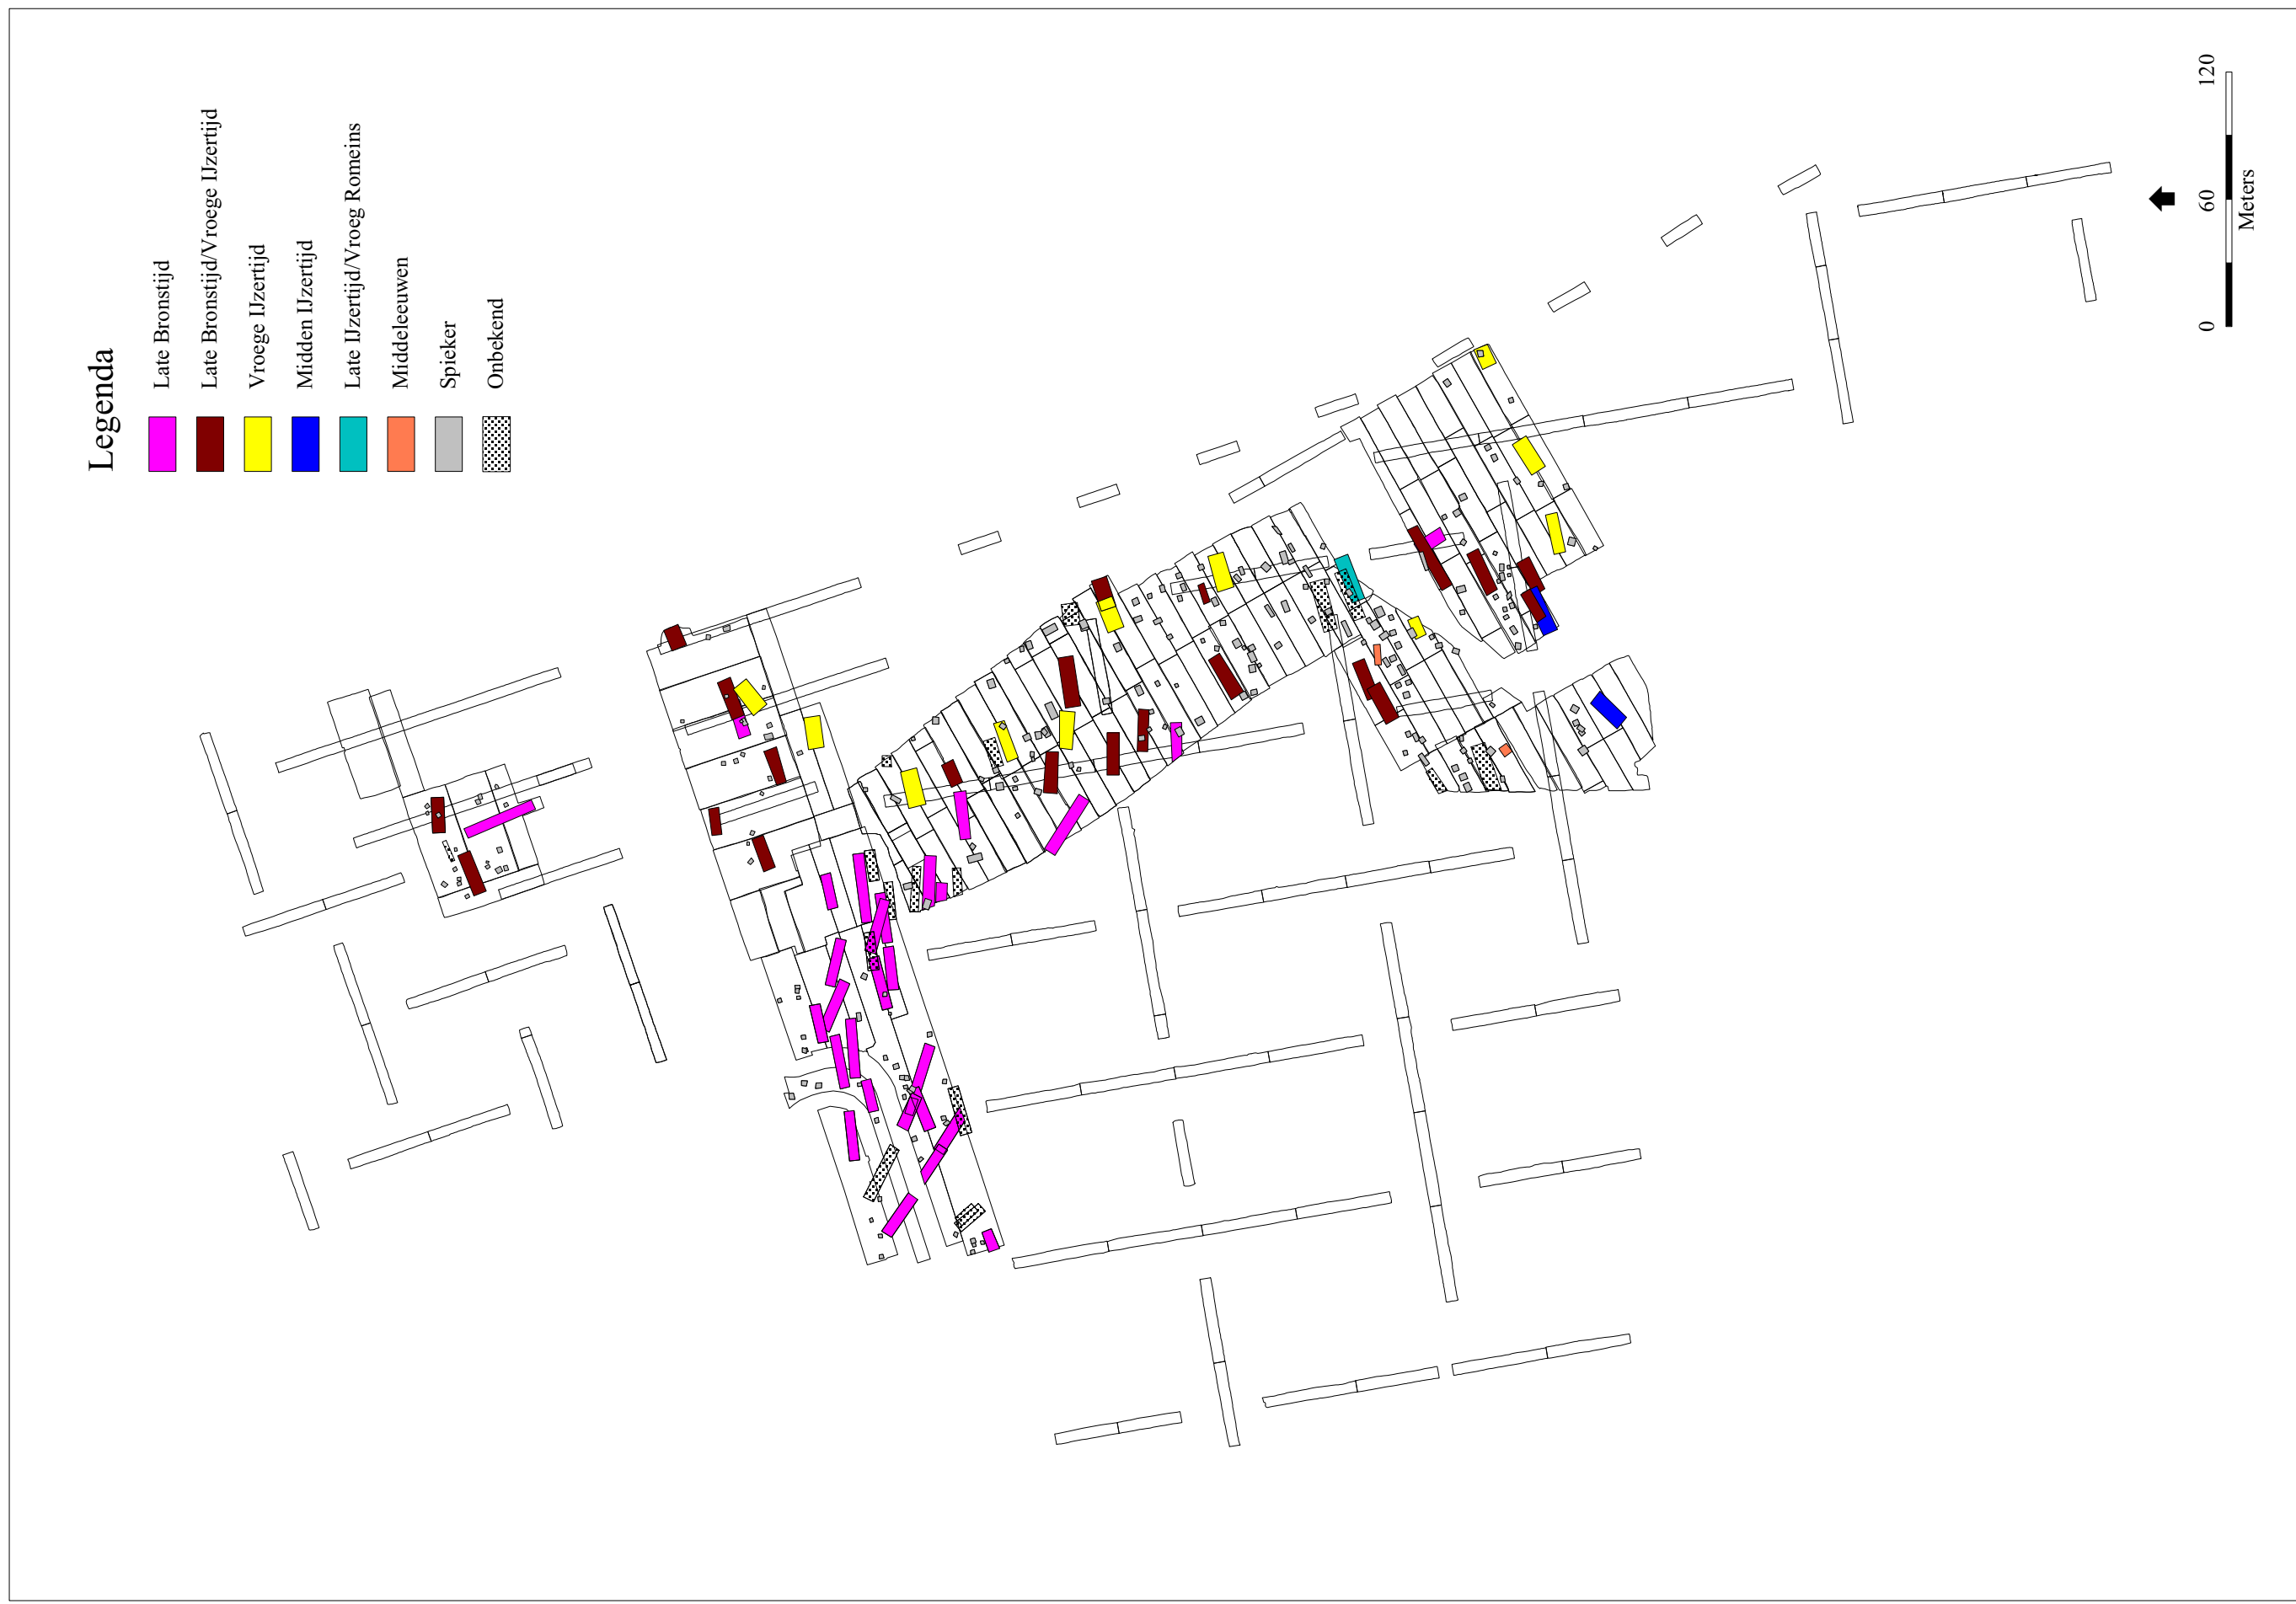 Legenda
Late Bronstijd
Late Bronstijd/Vroege IJzertijd
Vroege IJzertijd
Midden IJzertijd
Late IJzertijd/Vroeg Romeins
Middeleeuwen
Spieker
Onbekend
0 60 120
Meters